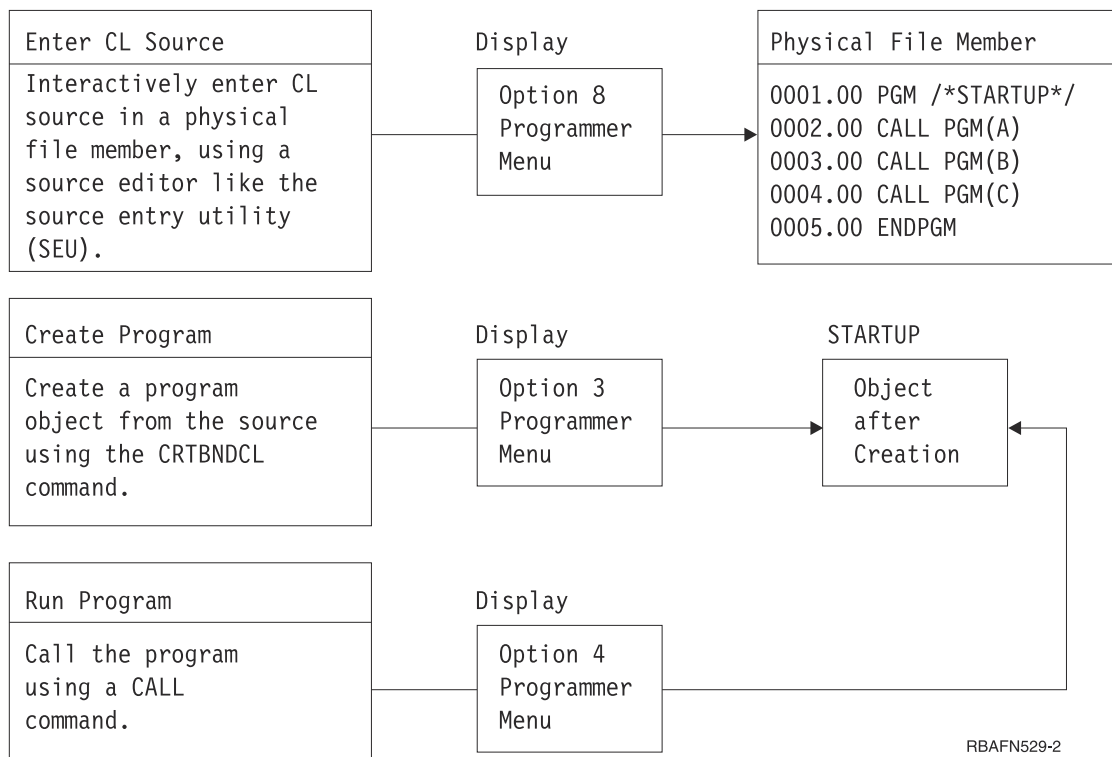 Enter CL Source
Interactively enter CL
source in a physical
file member, using a
source editor like the
source entry utility
(SEU).
Display
Option 8
Programmer
Menu
Physical File Member
0001.00 PGM /*STARTUP*/
0002.00 CALL PGM(A)
0003.00 CALL PGM(B)
0004.00 CALL PGM(C)
0005.00 ENDPGM
Create Program
Create a program
object from the source
using the CRTBNDCL
command.
Display
Option 3
Programmer
Menu
STARTUP
Object
after
Creation
Run Program
Call the program
using a CALL
command.
Display
Option 4
Programmer
Menu
RBAFN529-2